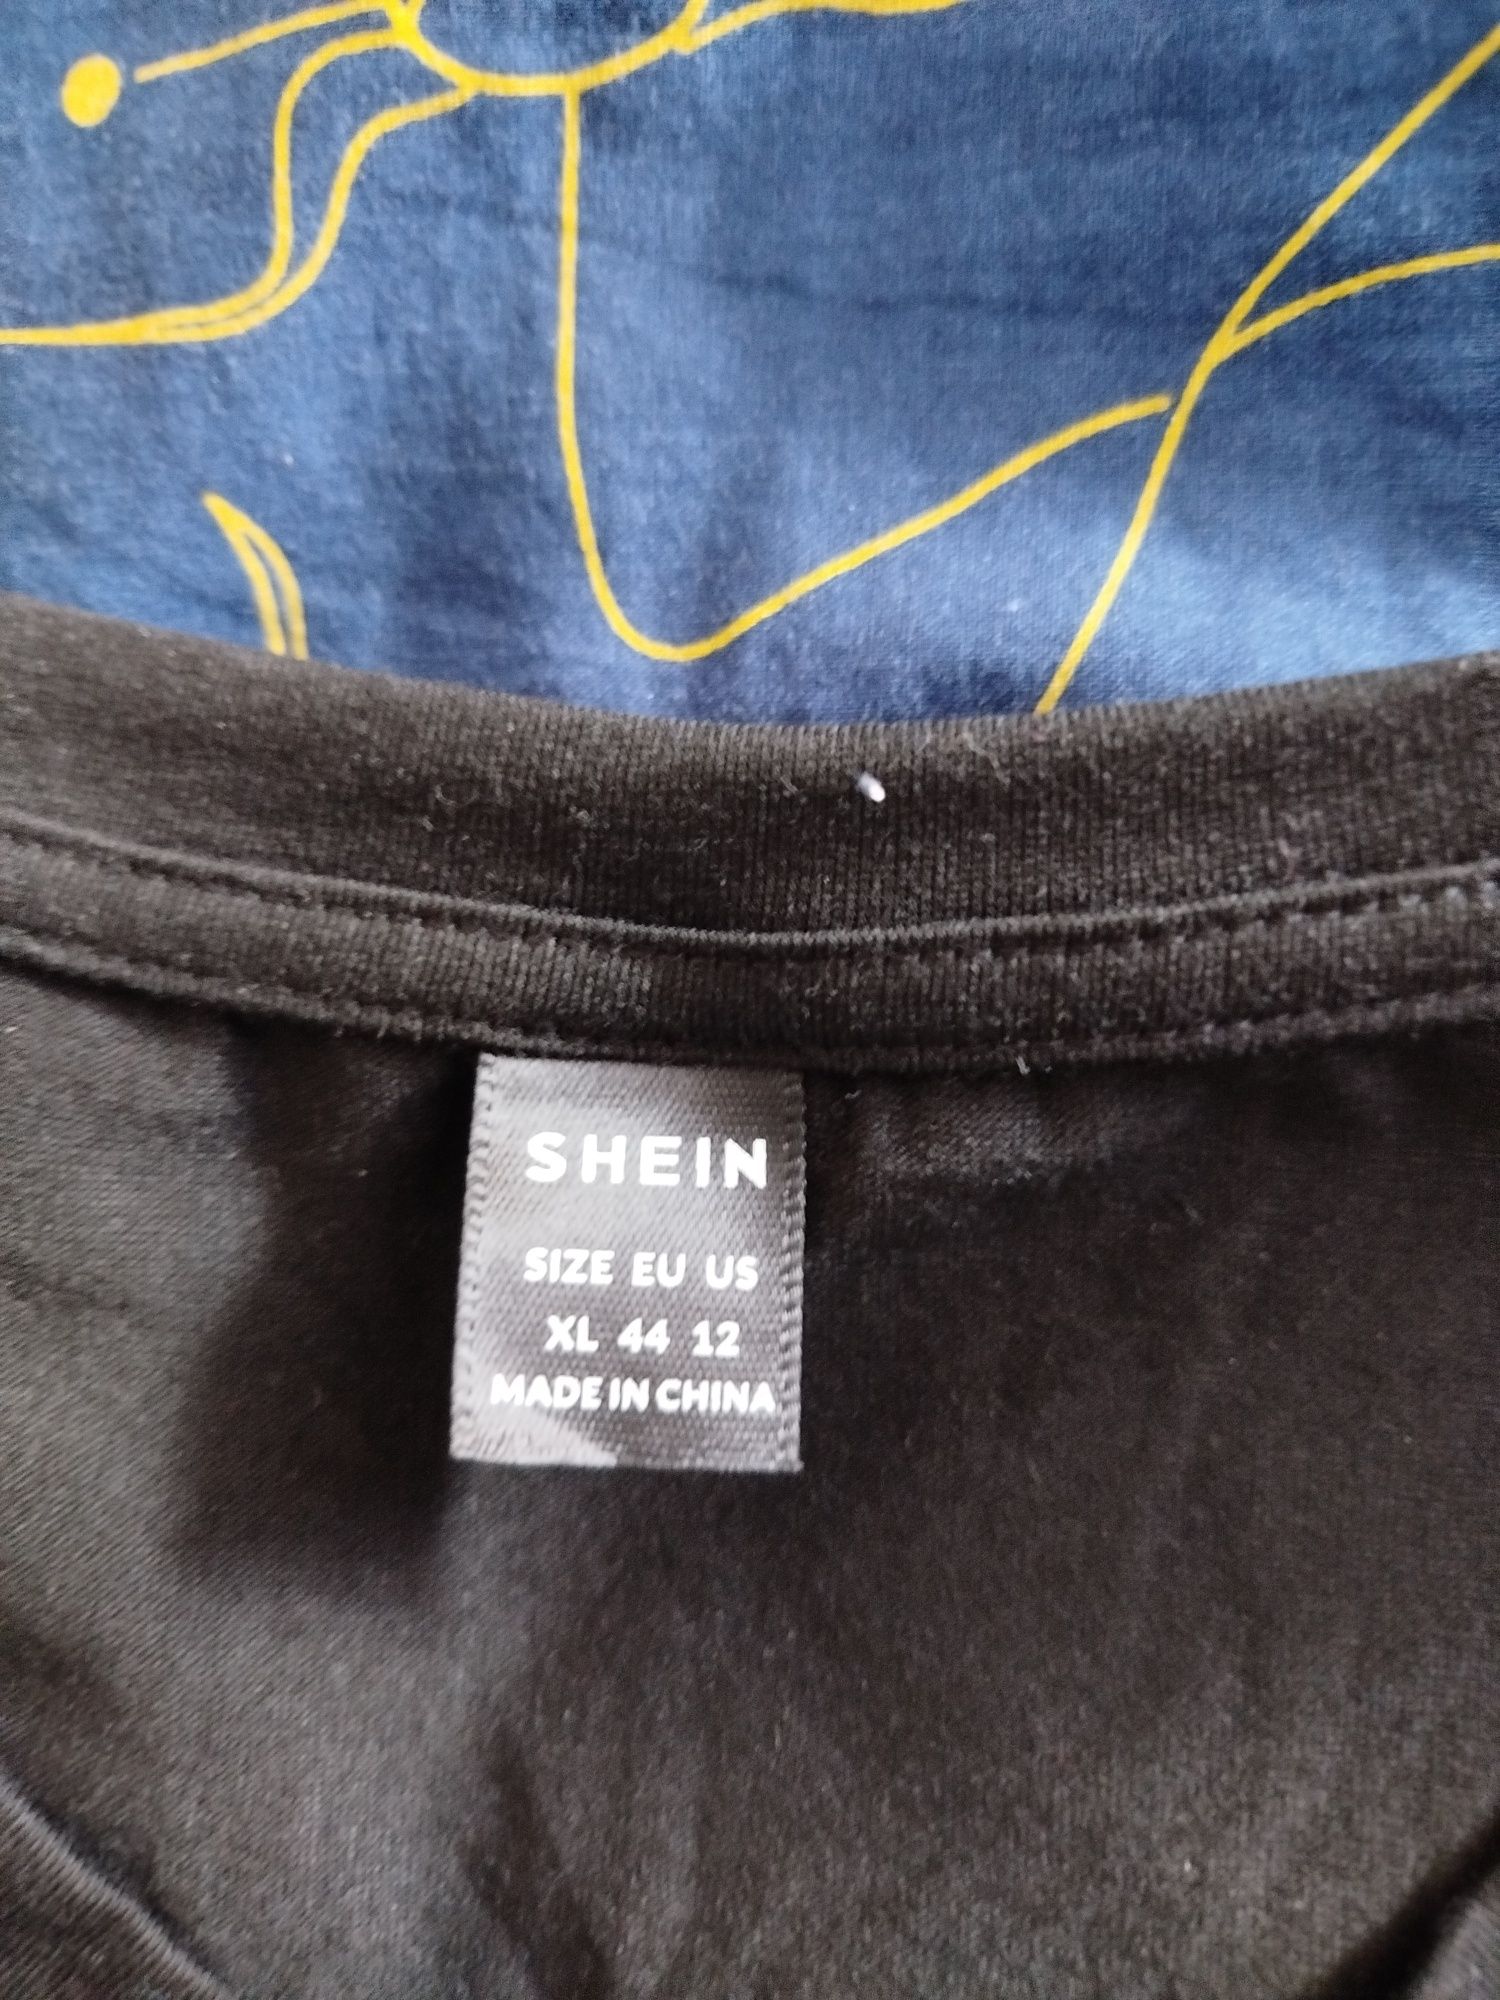 SHEIN
SIZE EU US
XL 44 12
MADE IN CHINA